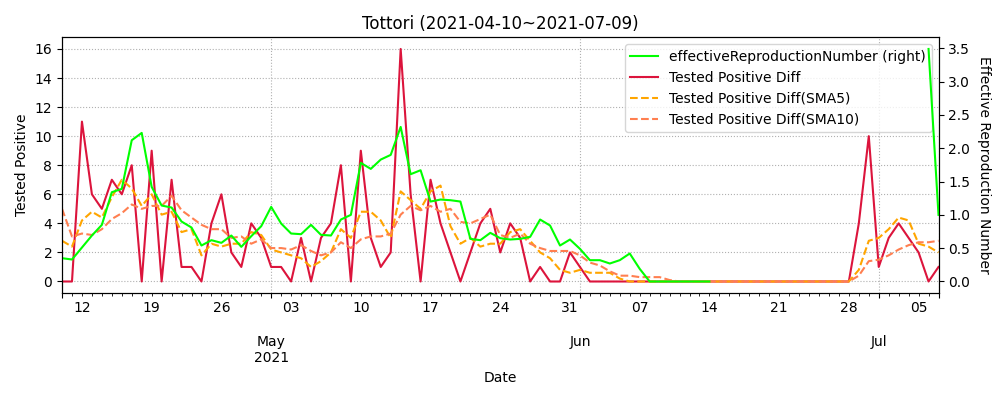 Tottori (2021-04-10~2021-07-09)
effectiveReproductionNumber (right)
Tested Positive Diff
Tested Positive Diff(SMA5)
Tested Positive Diff(SMA10)
Tested Positive
16
14
12
10
8
6
4
2
0
Effective Reproduction Number
3.5
3.0
2.5
2.0
1.5
1.0
0.5
0.0
12 19 26 03 10 17 24 31 07 14 21 28 05
May Jun Jul
2021
Date